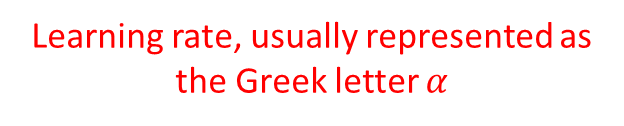 Learning rate, usually represented as
the Greek letter 𝛼